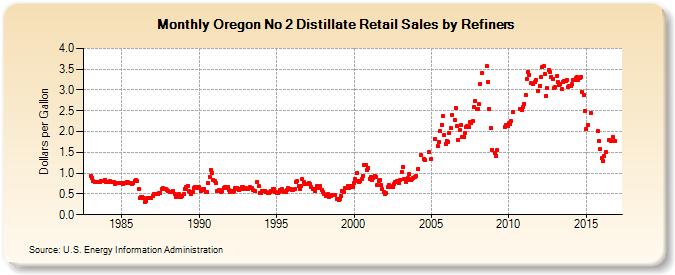 Monthly Oregon No 2 Distillate Retail Sales by Refiners
Dollars per Gallon
4.0
3.5
3.0
2.5
2.0
1.5
1.0
0.5
0.0
1985 1990 1995 2000 2005 2010 2015
Source: U.S. Energy Information Administration